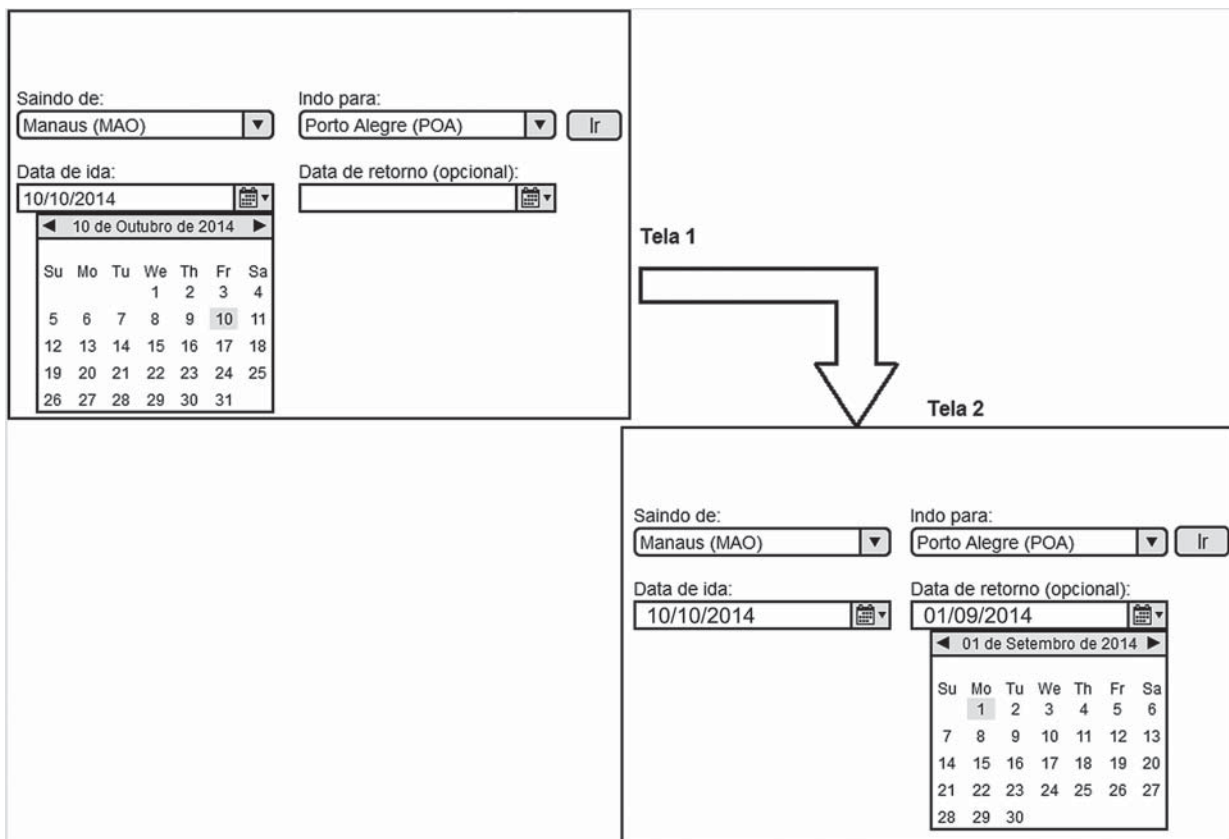 Saindo de: Indo para:
Manaus (MAO) Porto Alegre (POA) Ir
Data de ida: Data de retorno (opcional):
10/10/2014
10 de Outubro de 2014
Su Mo Tu We Th Fr Sa
1 2 3 4
5 6 7 8 9 10 11
12 13 14 15 16 17 18
19 20 21 22 23 24 25
26 27 28 29 30 31
Tela 1
Tela 2
Saindo de: Indo para:
Manaus (MAO) Porto Alegre (POA) Ir
Data de ida: Data de retorno (opcional):
10/10/2014 01/09/2014
01 de Setembro de 2014
Su Mo Tu We Th Fr Sa
1 2 3 4 5 6
7 8 9 10 11 12 13
14 15 16 17 18 19 20
21 22 23 24 25 26 27
28 29 30